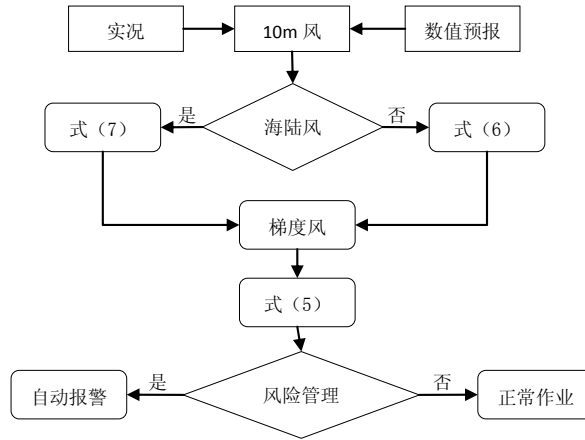 实况
10m 风
数值预报
是
海陆风
否
式（7）
式（6）
梯度风
式（5）
是
风险管理
否
自动报警
正常作业